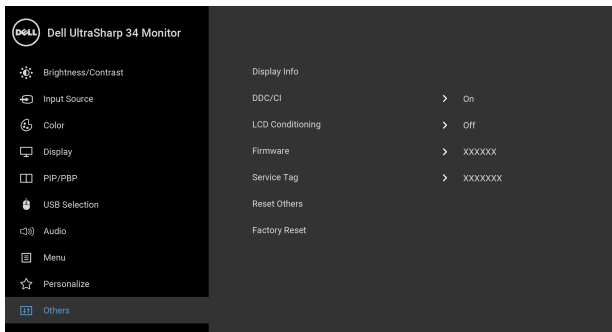 DELL
Dell UltraSharp 34 Monitor
Brightness/Contrast
Input Source
Color
Display
PIP/PBP
USB Selection
Audio
Menu
Personalize
Others
Display Info
DDC/CI > On
LCD Conditioning > Off
Firmware > XXXXXX
Service Tag > XXXXXXX
Reset Others
Factory Reset